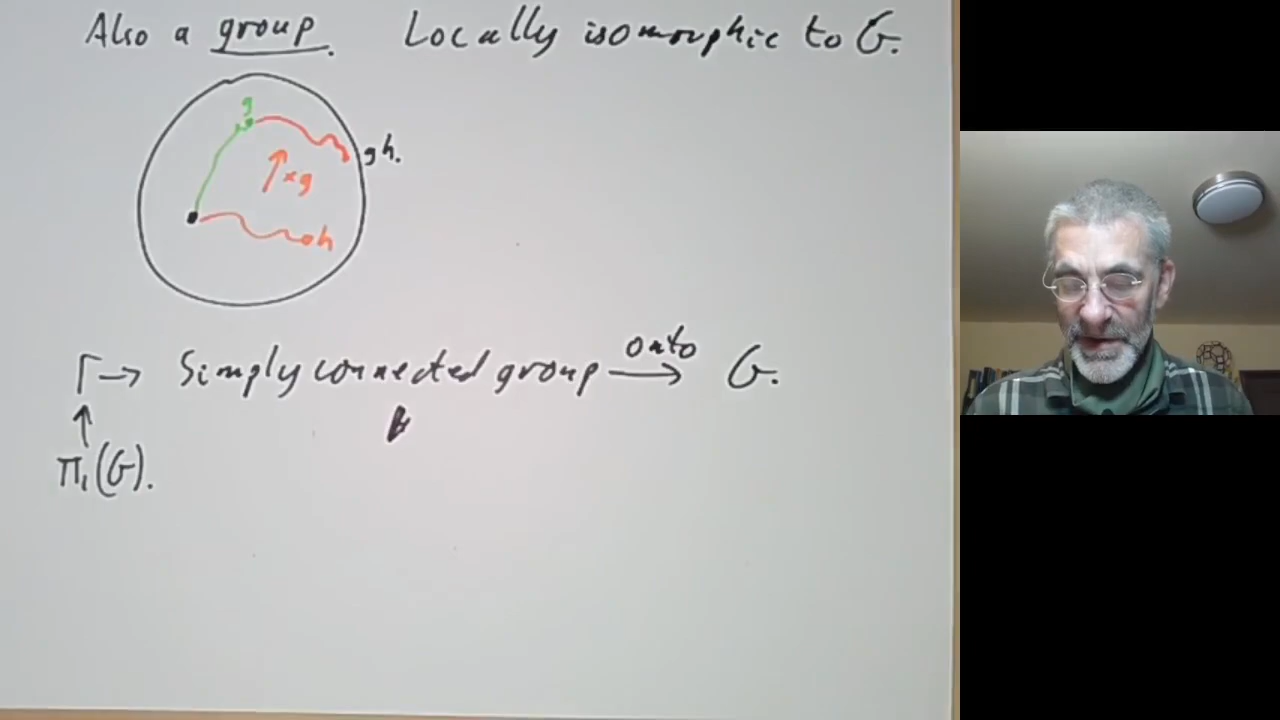 Also a group. Locally isomorphic to G.
g
gh.
×g
h
Γ → Simply connected group onto → G.
↑
π₁(G).